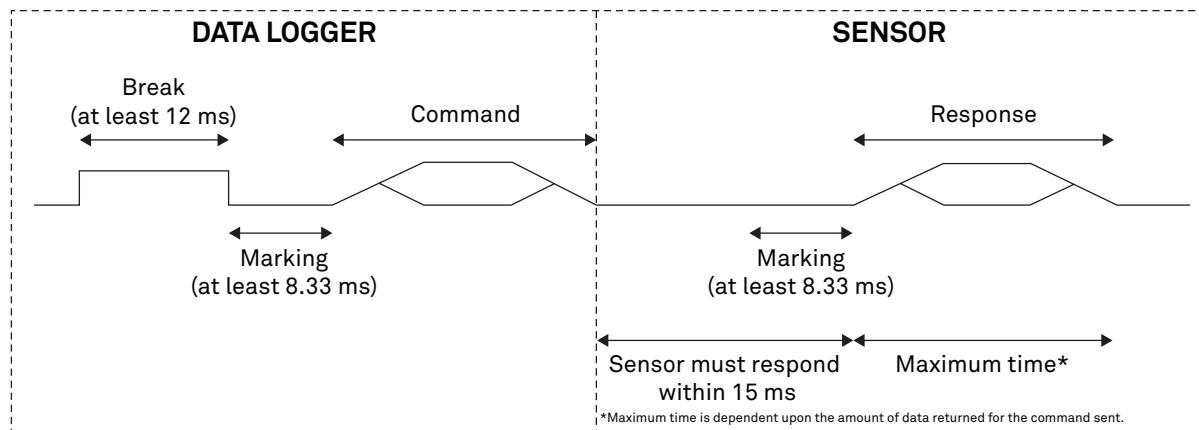 DATA LOGGER
SENSOR
Break
(at least 12 ms)
Command
Response
Marking
(at least 8.33 ms)
Marking
(at least 8.33 ms)
Sensor must respond
within 15 ms
Maximum time*
*Maximum time is dependent upon the amount of data returned for the command sent.